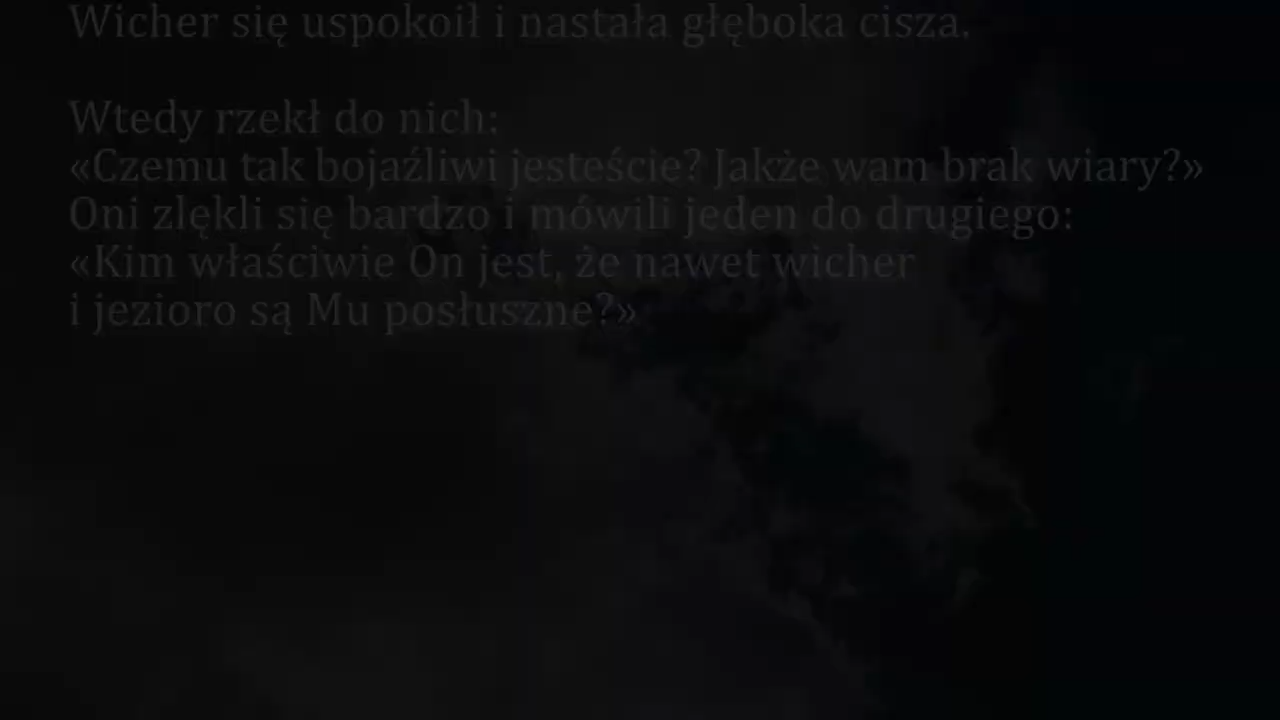 Wicher się uspokoił i nastała głęboka cisza.
Wtedy rzekł do nich:
«Czemu tak bojaźliwi jesteście? Jakże wam brak wiary?»
Oni zlękli się bardzo i mówili jeden do drugiego:
«Kim właściwie On jest, że nawet wicher
i jezioro są Mu posłuszne?»